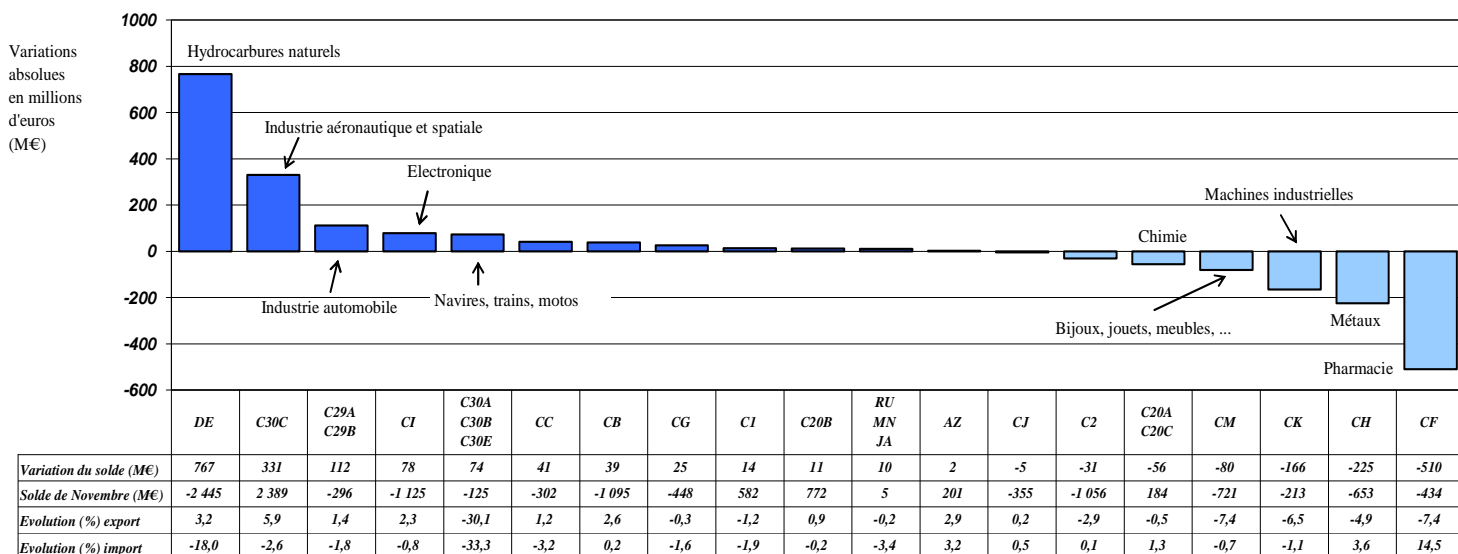 Variations
absolues
en millions
d'euros
(M€)
1000
800
600
400
200
0
-200
-400
-600
Hydrocarbures naturels
Industrie aéronautique et spatiale
Electronique
Industrie automobile
Navires, trains, motos
Machines industrielles
Chimie
Bijoux, jouets, meubles, ...
Métaux
Pharmacie
DE C30C C29A C29B CI C30A C30B C30E CC CB CG C1 C20B RU MN JA AZ CJ C2 C20A C20C CM CK CH CF
Variation du solde (M€) 767 331 112 78 74 41 39 25 14 11 10 2 -5 -31 -56 -80 -166 -225 -510
Solde de Novembre (M€) -2 445 2 389 -296 -1 125 -125 -302 -1 095 -448 582 772 5 201 -355 -1 056 184 -721 -213 -653 -434
Evolution (%) export 3,2 5,9 1,4 2,3 -30,1 1,2 2,6 -0,3 -1,2 0,9 -0,2 2,9 0,2 -2,9 -0,5 -7,4 -6,5 -4,9 -7,4
Evolution (%) import -18,0 -2,6 -1,8 -0,8 -33,3 -3,2 0,2 -1,6 -1,9 -0,2 -3,4 3,2 0,5 0,1 1,3 -0,7 -1,1 3,6 14,5